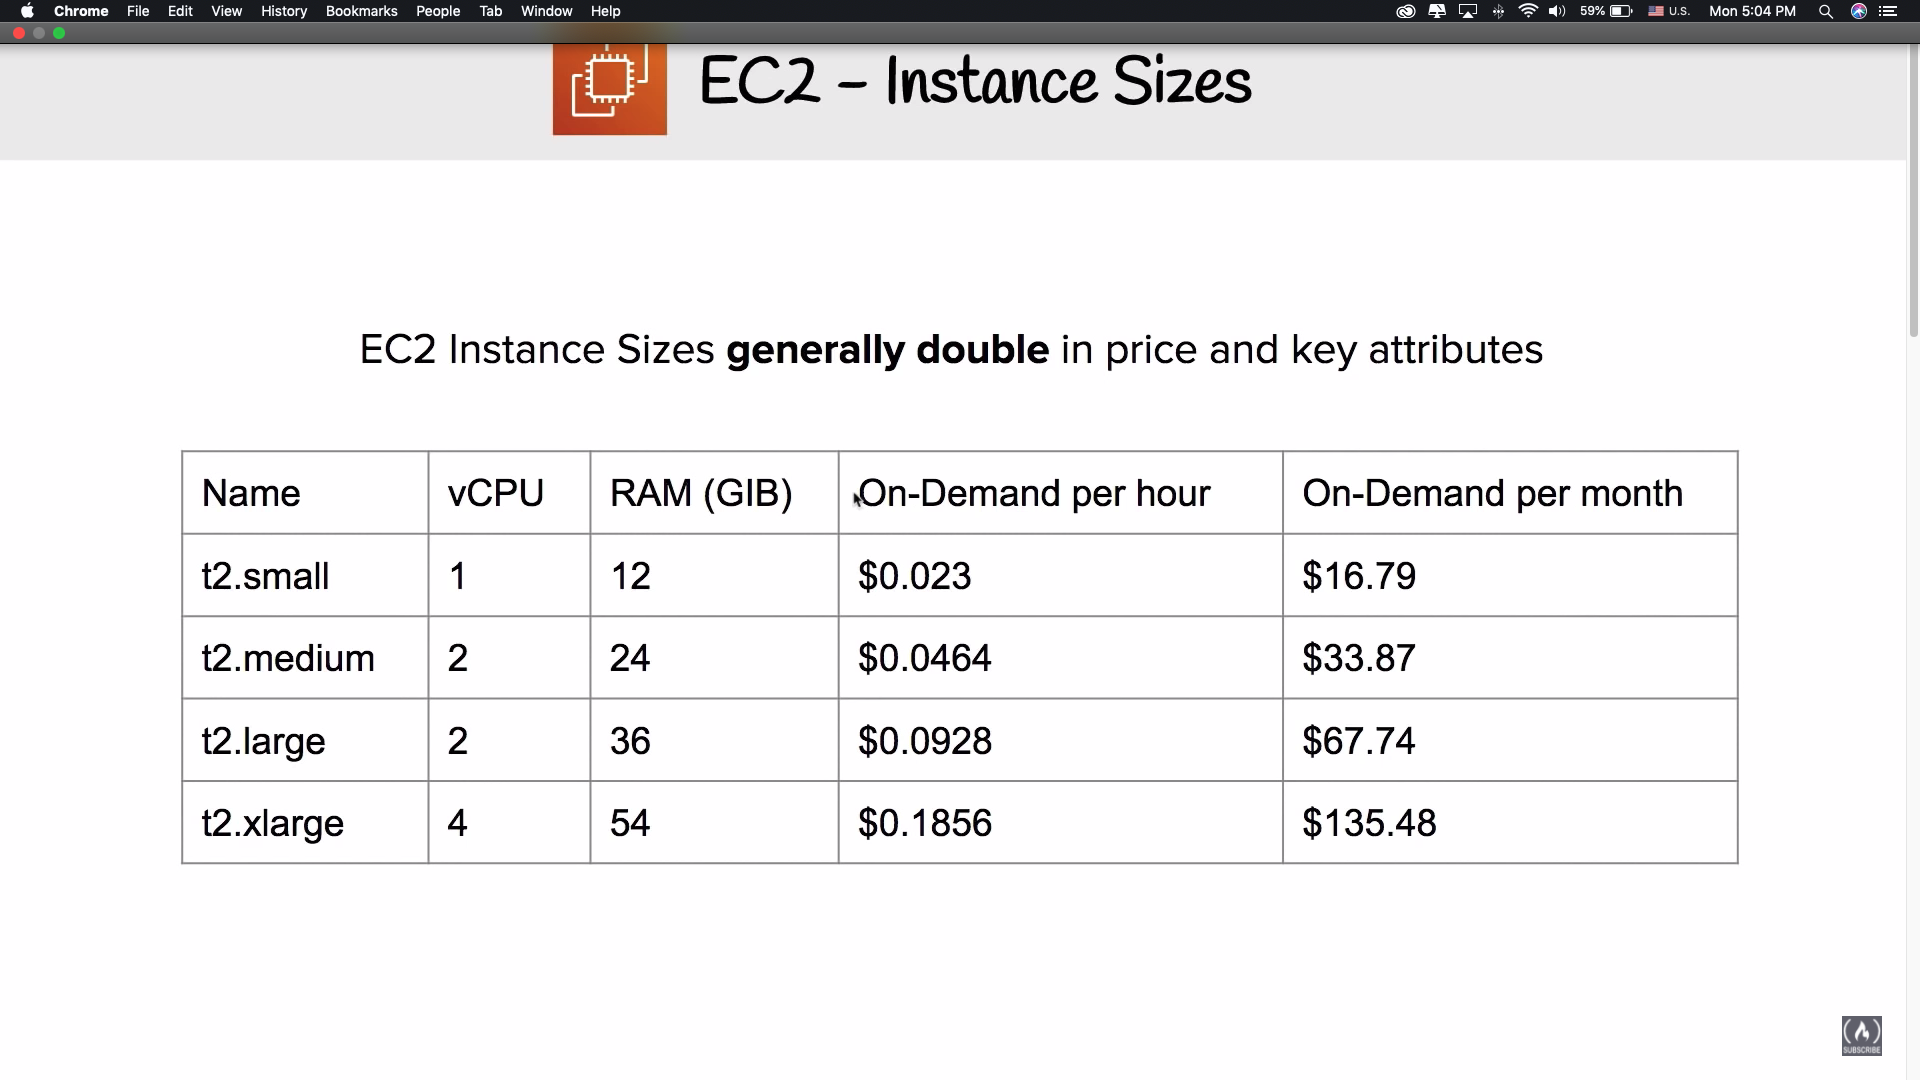 Chrome File Edit View History Bookmarks People Tab Window Help 59% U.S. Mon 5:04 PM
EC2 – Instance Sizes
EC2 Instance Sizes generally double in price and key attributes
Name vCPU RAM (GIB) On-Demand per hour On-Demand per month
t2.small 1 12 $0.023 $16.79
t2.medium 2 24 $0.0464 $33.87
t2.large 2 36 $0.0928 $67.74
t2.xlarge 4 54 $0.1856 $135.48
SUBSCRIBE